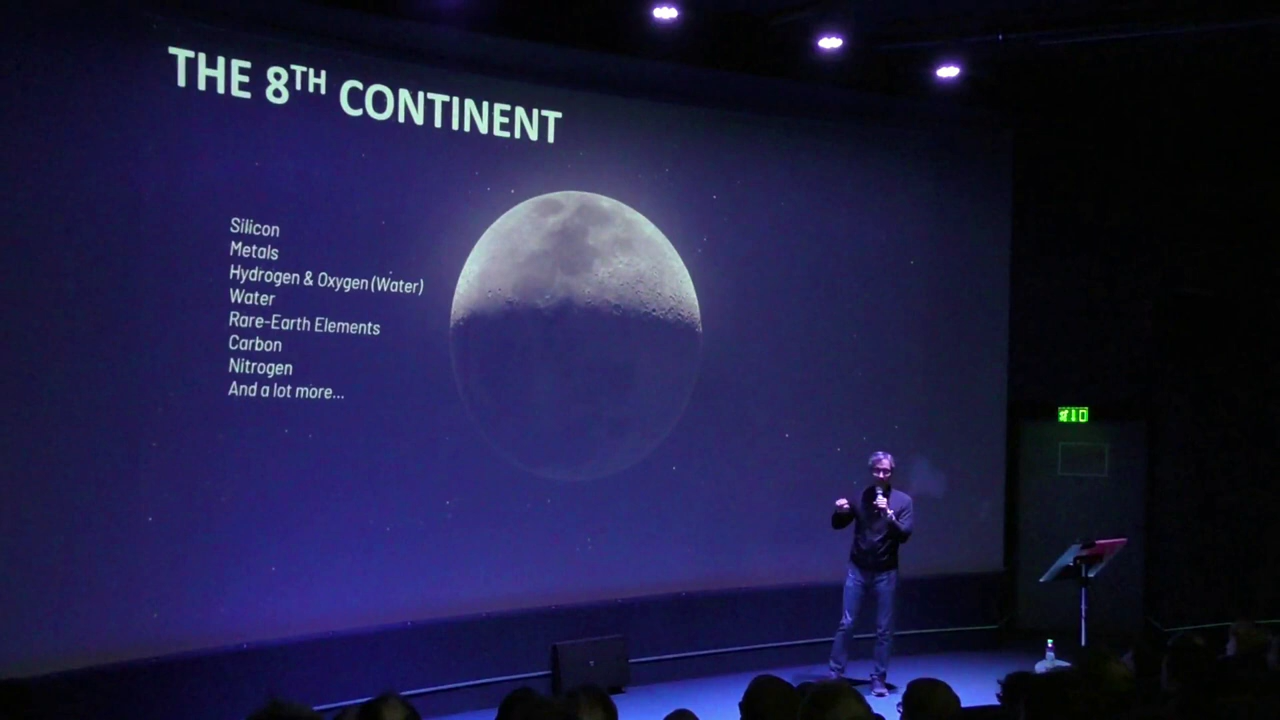 THE 8TH CONTINENT
Silicon
Metals
Hydrogen & Oxygen (Water)
Water
Rare-Earth Elements
Carbon
Nitrogen
And a lot more...